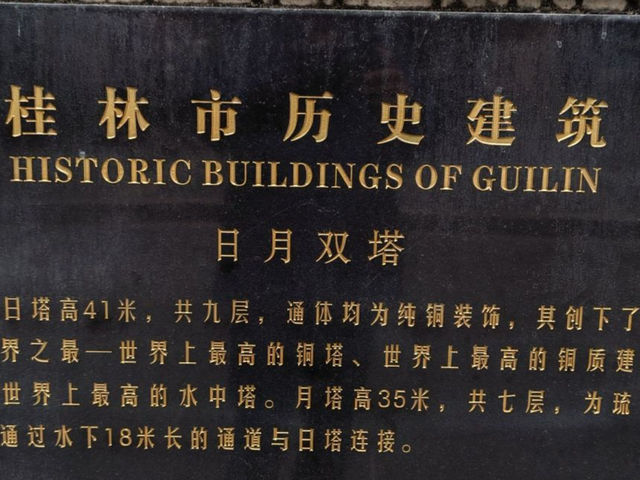 桂林市历史建筑
HISTORIC BUILDINGS OF GUILIN
日月双塔
日塔高41米，共九层，通体均为纯铜装饰，其创下了
界之最—世界上最高的铜塔、世界上最高的铜质建
世界上最高的水中塔。月塔高35米，共七层，为琉
通过水下18米长的通道与日塔连接。